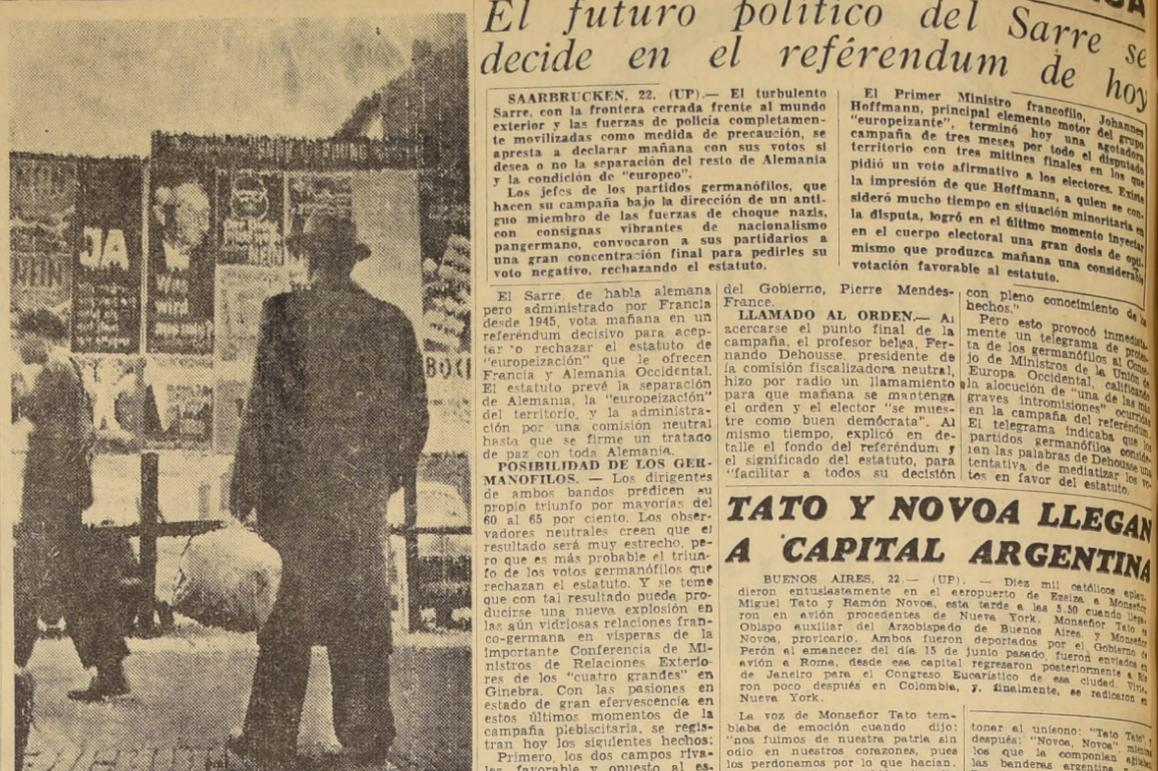 El futuro político del Sarre se
decide en el reférendum de hoy
SAARBRUCKEN, 22. (UP).— El turbulento
Sarre, con la frontera cerrada frente al mundo
exterior y las fuerzas de policía completamen-
te movilizadas como medida de precaución, se
apresta a declarar mañana con sus votos si
desea o no la separación del resto de Alemania
y la condición de "europeo".
Los jefes de los partidos germanófilos, que
hacen su campaña bajo la dirección de un anti-
guo miembro de las fuerzas de choque nazis,
con consignas vibrantes de nacionalismo
pangermano, convocaron a sus partidarios a
una gran concentración final para pedirles su
voto negativo, rechazando el estatuto.
El Primer Ministro francofilo, Johannes
Hoffmann, principal elemento motor del grupo
"europeizante", terminó hoy una agotadora
campaña de tres meses por todo el disputado
territorio con tres mitines finales en los que
pidió un voto afirmativo a los electores. Existe
la impresión de que Hoffmann, a quien se con-
sideró mucho tiempo en situación minoritaria en
la disputa, logró en el último momento inyectar
en el cuerpo electoral una gran dosis de opti-
mismo que produzca mañana una considerable
votación favorable al estatuto.
El Sarre, de habla alemana
pero administrado por Francia
desde 1945, vota mañana en un
referéndum decisivo para acep-
tar o rechazar el estatuto de
"europeización" que le ofrecen
Francia y Alemania Occidental.
El estatuto prevé la separación
de Alemania, la "europeización"
del territorio, y la administra-
ción por una comisión neutral
hasta que se firme un tratado
de paz con toda Alemania.
POSIBILIDAD DE LOS GER-
MANOFILOS. — Los dirigentes
de ambos bandos predicen su
propio triunfo por mayorías del
60 al 65 por ciento. Los obser-
vadores neutrales creen que el
resultado será muy estrecho, pe-
ro que es más probable el triun-
fo de los votos germanófilos que
rechazan el estatuto. Y se teme
que con tal resultado pueda pro-
ducirse una nueva explosión en
las aún vidriosas relaciones fran-
co-germano en vísperas de la
importante Conferencia de Mi-
nistros de Relaciones Exterio-
res de los "cuatro grandes" en
Ginebra. Con las pasiones en
estado de gran efervescencia en
estos últimos momentos de la
campaña plebiscitaria, se regis-
tran hoy los siguientes hechos:
Primero, los dos campos riva-
les, favorable y opuesto al es-
del Gobierno, Pierre Mendes-
France.
LLAMADO AL ORDEN.— Al
acercarse el punto final de la
campaña, el profesor belga, Fer-
nando Dehousse, presidente de
la comisión fiscalizadora neutral,
hizo por radio un llamamiento
para que mañana se mantenga
el orden y el elector "se mues-
tre como buen demócrata". Al
mismo tiempo, explicó en de-
talle el fondo del referéndum y
el significado del estatuto, para
"facilitar a todos su decisión
con pleno conocimiento de la
hechos."
Pero esto provocó inmediata-
mente un telegrama de protes-
ta de los germanófilos al Conse-
jo de Ministros de la Unión de
Europa Occidental, calificando
la alocución de "una de las más
graves intromisiones" ocurridas
en la campaña del referéndum.
El telegrama indicaba que los
partidos germanófilos conside-
ran las palabras de Dehousse una
tentativa de mediatizar los vo-
tos en favor del estatuto.
TATO Y NOVOA LLEGAN
A CAPITAL ARGENTINA
BUENOS AIRES, 22.— (UP). — Diez mil católicos aplau-
dieron entusiastamente en el aeropuerto de Ezeiza a Monseñor
Miguel Tato y Ramón Novoa, esta tarde a las 5.50 cuando llega-
ron en avión procedentes de Nueva York. Monseñor Tato es
Obispo auxiliar del Arzobispado de Buenos Aires, y Monseñor
Novoa, provicario. Ambos fueron deportados por el Gobierno de
Perón al amanecer del día 15 de junio pasado, fueron enviados en
avión a Roma, desde esa capital regresaron posteriormente a Río
de Janeiro para el Congreso Eucarístico de esa ciudad. Vivie-
ron poco después en Colombia, y, finalmente, se radicaron en
Nueva York.
La voz de Monseñor Tato tem-
blaba de emoción cuando dijo:
"nos fuimos de nuestra patria sin
odio en nuestros corazones, pues
los perdonamos por lo que hacían.
toner al unísono: "Tato Tato", y
después: "Novoa, Novoa", mientras
los que la componían agitaban
las banderas argentina
JA
NEIN
Was
wird
NEIN